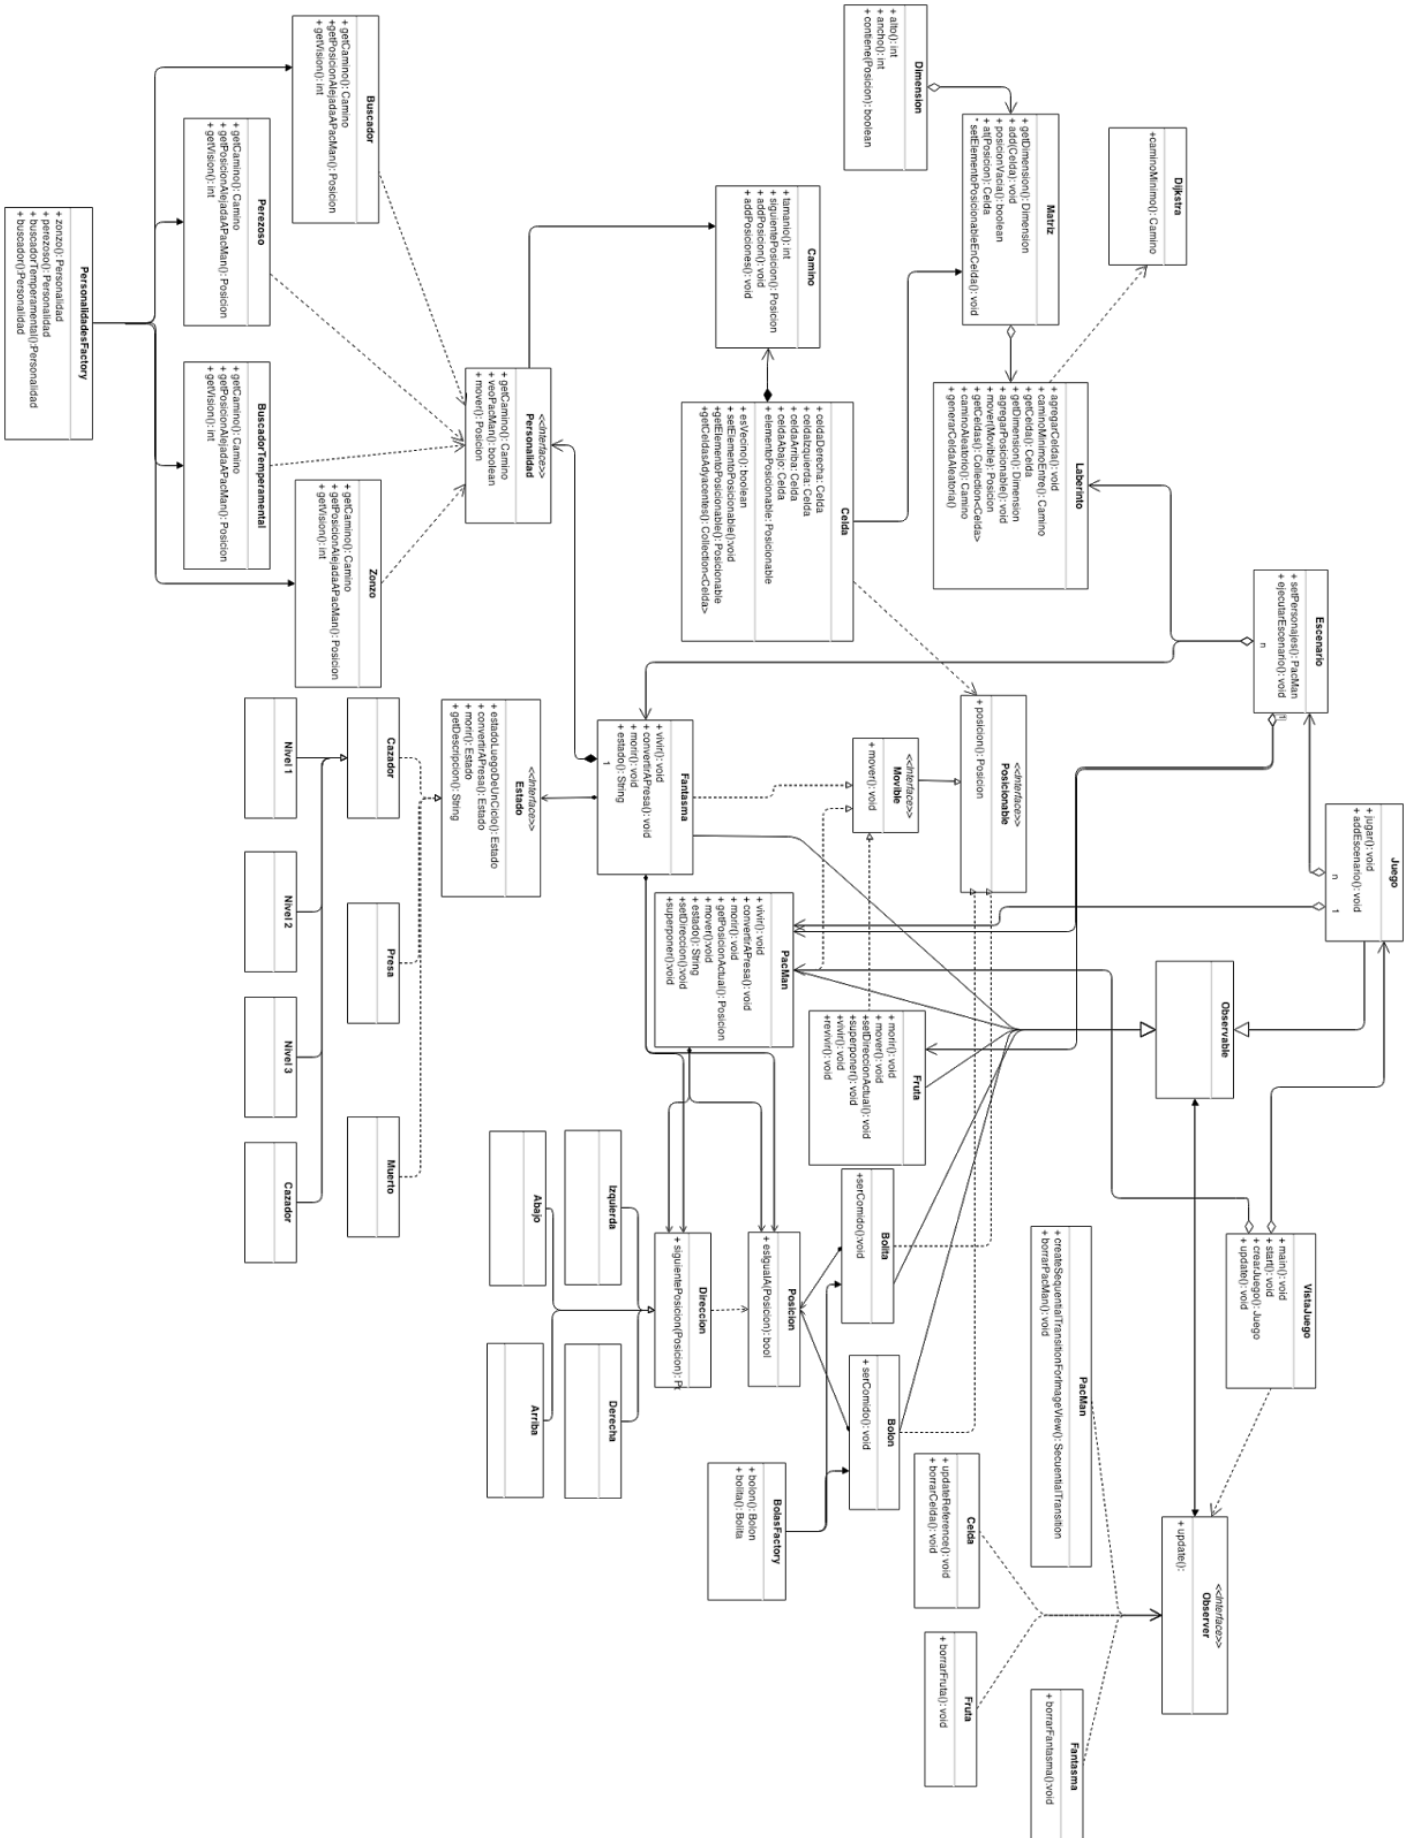 Juego
+ jugar(): void
+ addEscenario(): void
n
1
VistaJuego
+ main(): void
+ start(): void
+ crearJuego(): Juego
+ update(): void
Escenario
+ setPersonajes(): PacMan
+ ejecutarEscenario(): void
n
1
Observable
<<Interface>>
Observer
+ update():
Dijkstra
+caminoMinimo(): Camino
Laberinto
+ agregarCelda(): void
+ caminoMinimoEntre(): Camino
+ getCelda(): Celda
+ getDimension(): Dimension
+ agregarPosicionable(): void
+ mover(Movible): Posicion
+ getCeldas(): Collection<Celda>
+ caminoAleatorio(): Camino
+ generarCeldaAleatoria()
PacMan
+ createSequentialTransitionForImageView(): SecuentialTransition
+ borrarPacMan(): void
Fantasma
+ borrarFantasma():void
Matriz
+ getDimension(): Dimension
+ add(Celda): void
+ posicionVacia(): boolean
+ at(Posicion): Celda
* setElementoPosicionableEnCelda(): void
<<Interface>>
Posicionable
+ posicion(): Posicion
Celda
+ updateReference(): void
+ borrarCelda(): void
Fruta
+ borrarFruta(): void
Dimension
+ alto(): int
+ ancho(): int
+ contiene(Posicion): boolean
<<Interface>>
Movible
+ mover(): void
Fruta
+ morir(): void
+ mover(): void
+setDireccionActual(): void
+superponer(): void
+vivir(): void
+revivir(): void
Bolita
+serComido():void
Bolon
+ serComido(): void
Camino
+ tamanio(): int
+ siguientePosicion(): Posicion
+ addPosicion(): void
+ addPosiciones(): void
Celda
+ celdaDerecha: Celda
+ celdaIzquierda: Celda
+ celdaArriba: Celda
+ celdaAbajo: Celda
+ elementoPosicionable: Posicionable
+ esVecino(): boolean
+ setElementoPosicionable():void
+getElementoPosicionable(): Posicionable
+getCeldasAdyacentes(): Collection<Celda>
PacMan
+ vivir(): void
+ convertirAPresa(): void
+ morir(): void
+ getPosicionActual(): Posicion
+ mover():void
+ estado(): String
+setDireccion():void
+superponer():void
Posicion
+ esIgualA(Posicion): bool
BolasFactory
+ bolon(): Bolon
+ bolita(): Bolita
Fantasma
+ vivir(): void
+ convertirAPresa(): void
+ morir(): void
+ estado(): String
1
Direccion
+ siguientePosicion(Posicion):
Izquierda
Derecha
Abajo
Arriba
<<Interface>>
Personalidad
+ getCamino(): Camino
+ veoPacMan(): boolean
+ mover(): Posicion
<<Interface>>
Estado
+ estadoLuegoDeUnCiclo(): Estado
+ convertirAPresa(): Estado
+ morir(): Estado
+ getDescripcion(): String
Buscador
+ getCamino(): Camino
+getPosicionAlejadaAPacMan(): Posicion
+ getVision(): int
Zonzo
+ getCamino(): Camino
+ getPosicionAlejadaAPacMan(): Posicion
+ getVision(): int
Cazador
Presa
Muerto
Perezoso
+ getCamino(): Camino
+ getPosicionAlejadaAPacMan(): Posicion
+ getVision(): int
BuscadorTemperamental
+ getCamino(): Camino
+ getPosicionAlejadaAPacMan(): Posicion
+ getVision(): int
Nivel 1
Nivel 2
Nivel 3
Cazador
PersonalidadesFactory
+ zonzo(): Personalidad
+ perezoso(): Personalidad
+ buscadorTemperamental():Personalidad
+ buscador():Personalidad